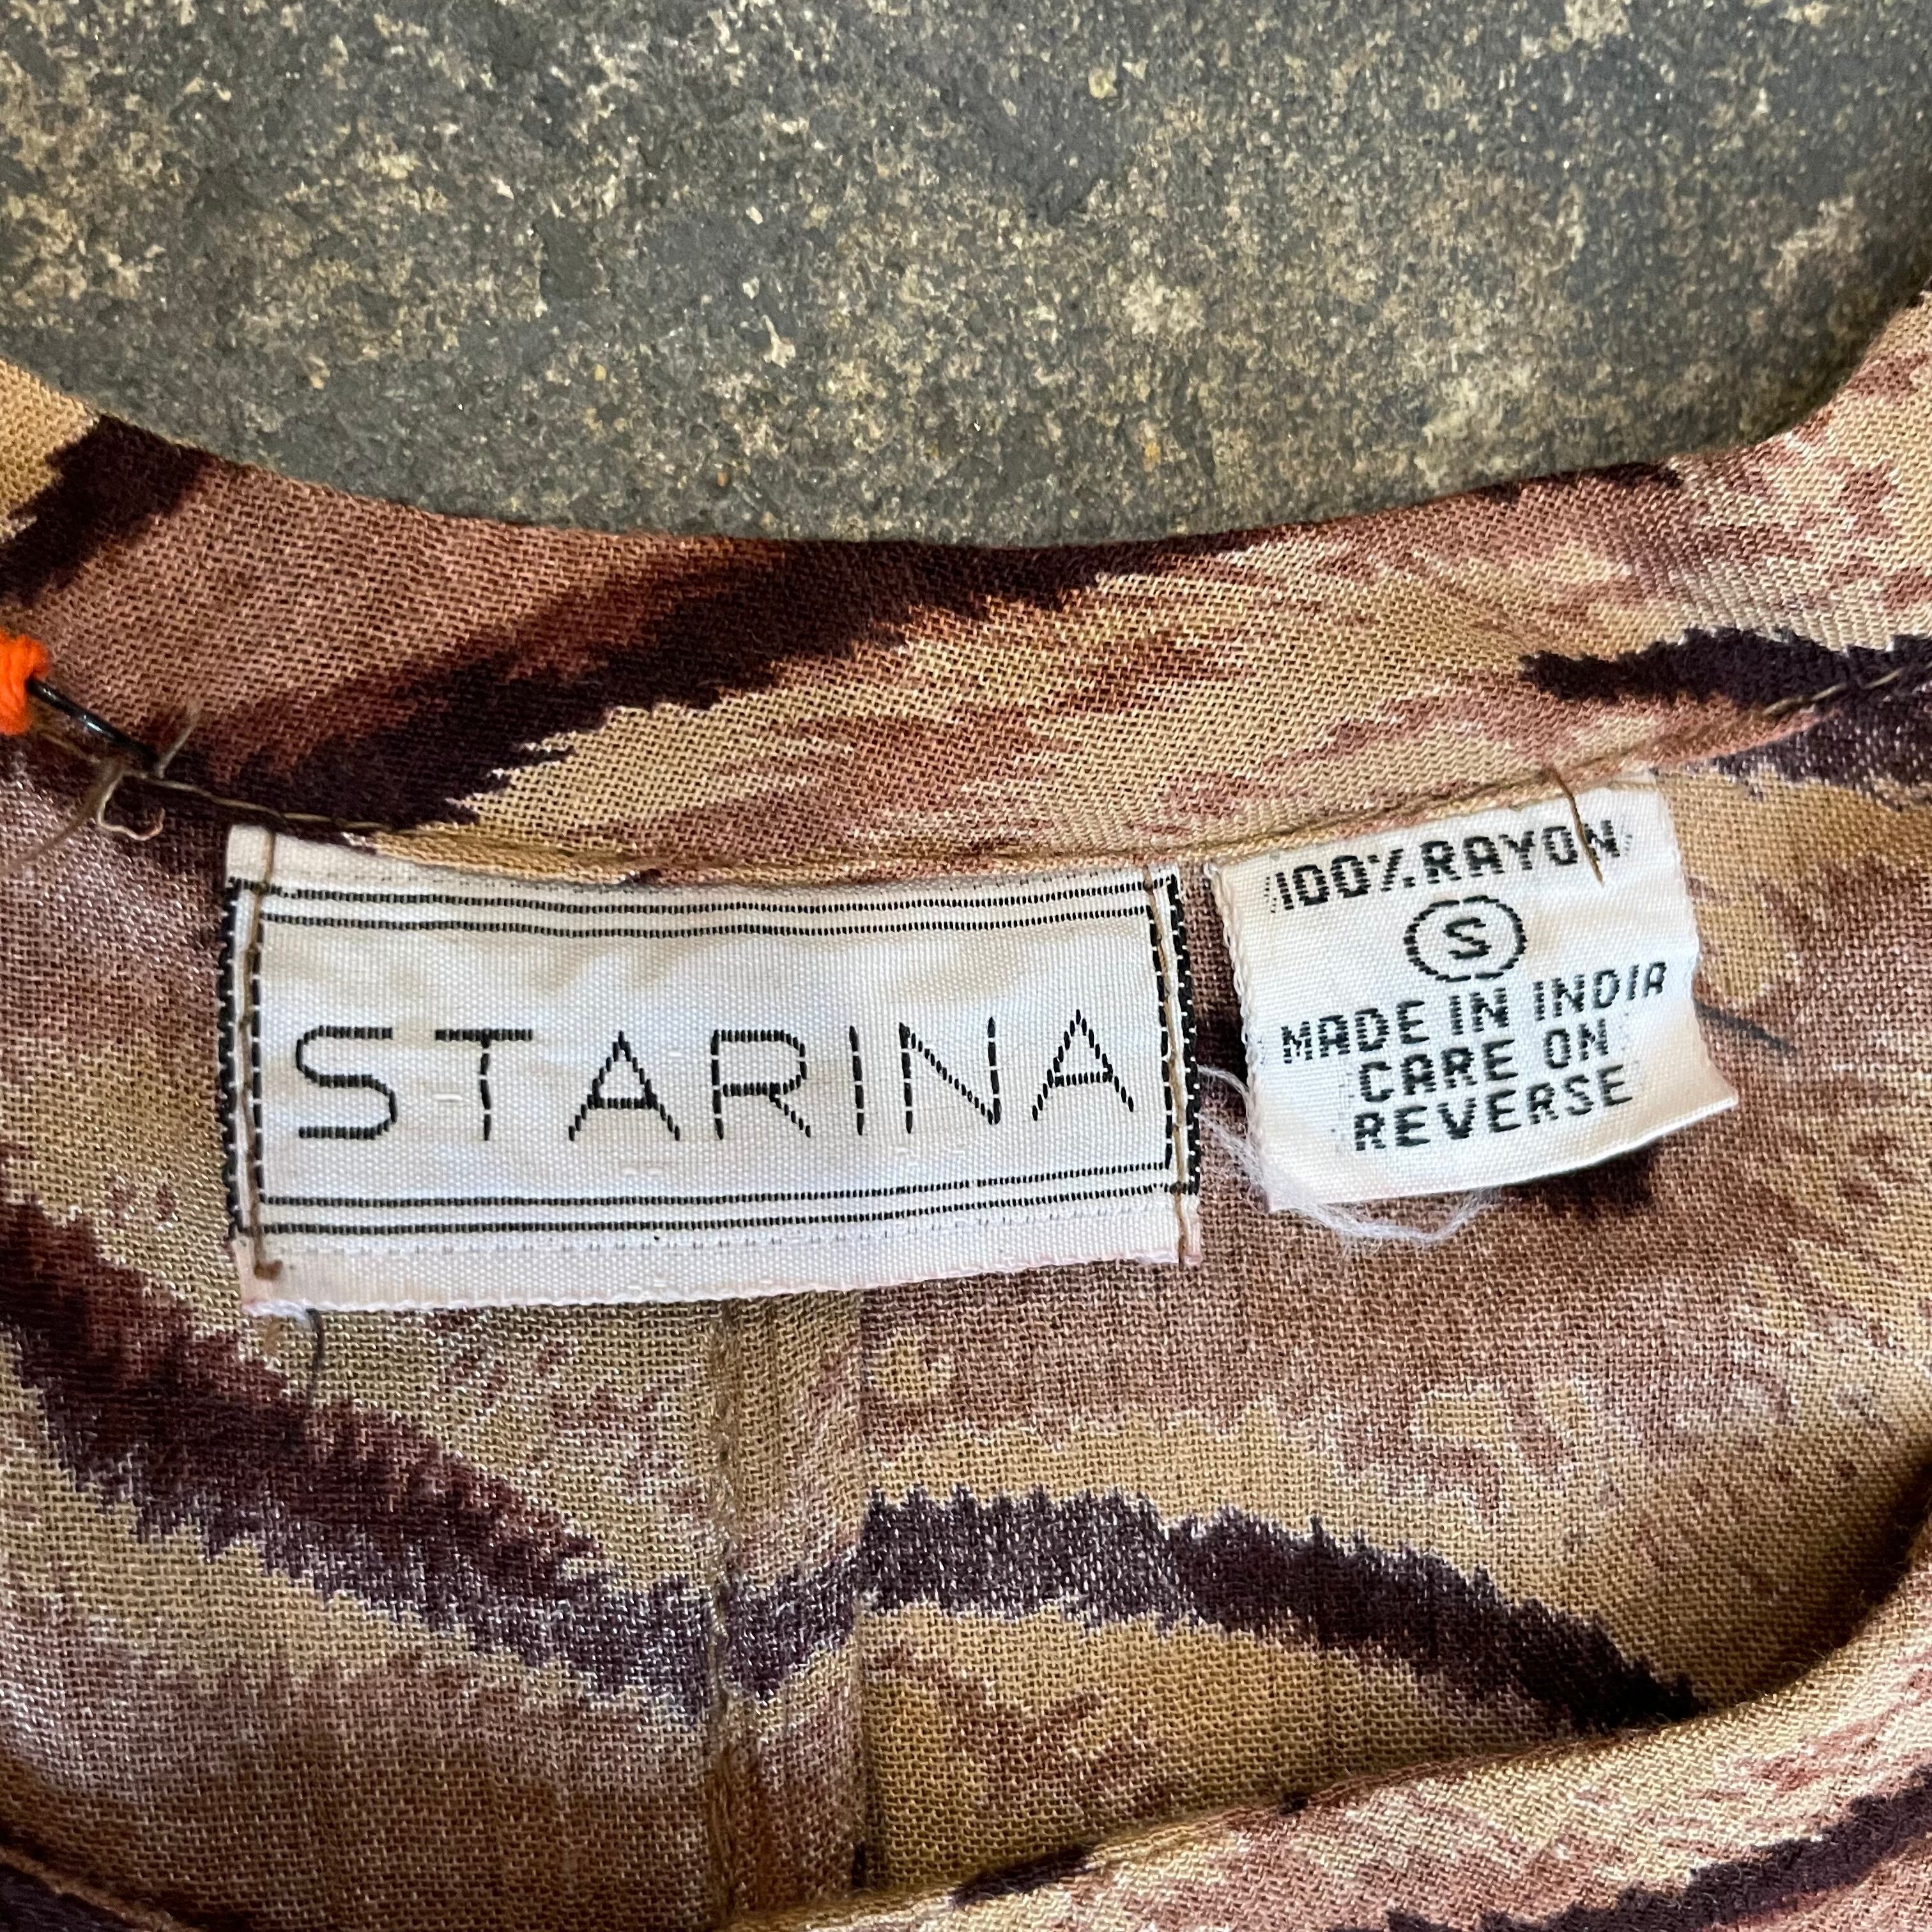 STARINA
100% RAYON
S
MADE IN INDIA
CARE ON
REVERSE